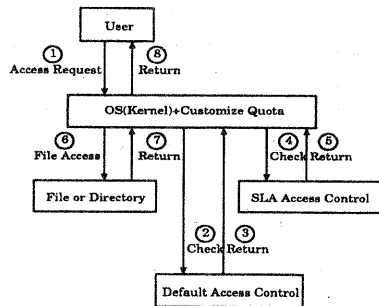 User
1 8
Access Request Return
OS(Kernel)+Customize Quota
6 7 4 5
File Access Return Check Return
File or Directory SLA Access Control
2 3
Check Return
Default Access Control